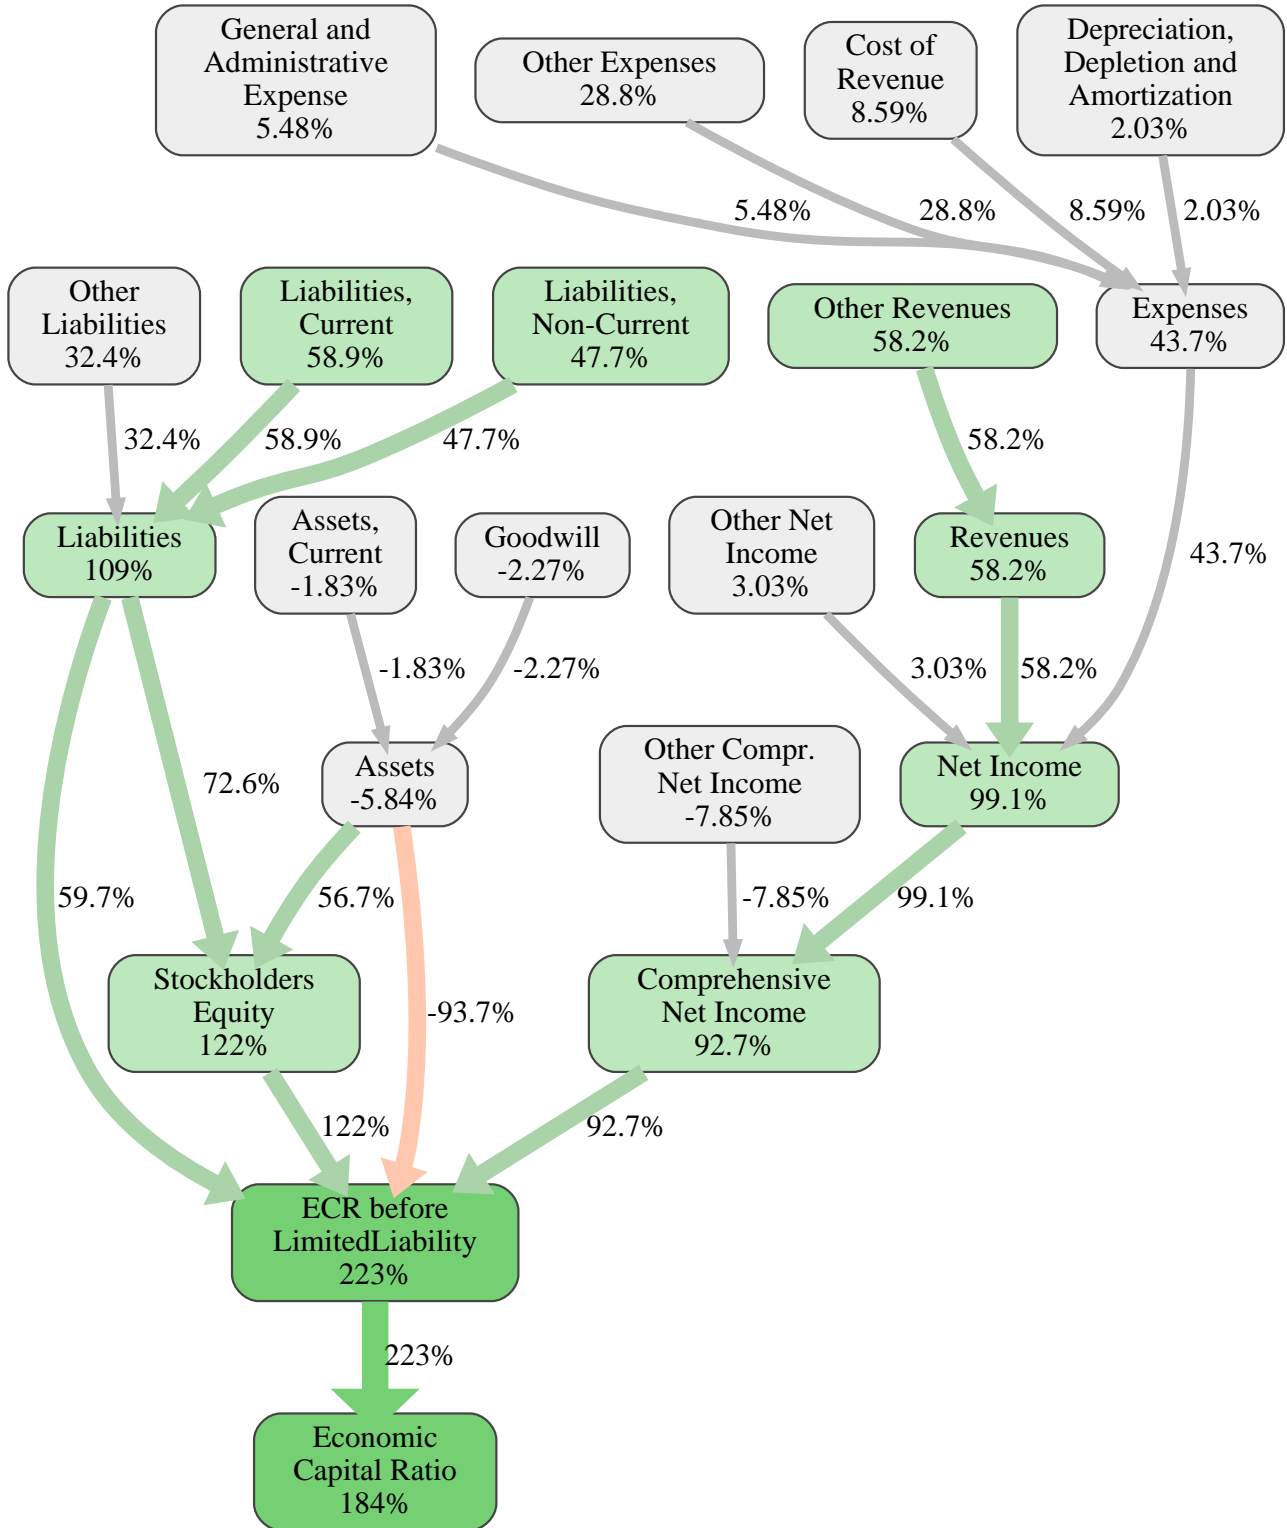 General and
Administrative
Expense
5.48%
Other Expenses
28.8%
Cost of
Revenue
8.59%
Depreciation,
Depletion and
Amortization
2.03%
5.48%
28.8%
8.59%
2.03%
Other
Liabilities
32.4%
Liabilities,
Current
58.9%
Liabilities,
Non-Current
47.7%
Other Revenues
58.2%
Expenses
43.7%
32.4%
58.9%
47.7%
58.2%
43.7%
Liabilities
109%
Assets,
Current
-1.83%
Goodwill
-2.27%
Other Net
Income
3.03%
Revenues
58.2%
-1.83%
-2.27%
3.03%
58.2%
72.6%
Assets
-5.84%
Other Compr.
Net Income
-7.85%
Net Income
99.1%
59.7%
56.7%
-93.7%
-7.85%
99.1%
Stockholders
Equity
122%
Comprehensive
Net Income
92.7%
122%
92.7%
ECR before
LimitedLiability
223%
223%
Economic
Capital Ratio
184%